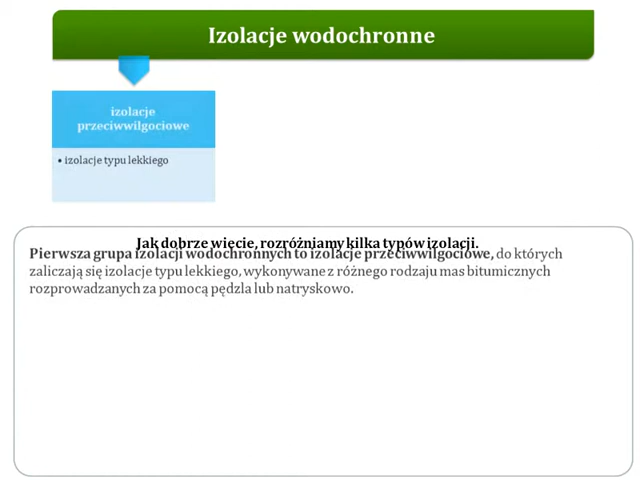 Izolacje wodochronne
izolacje
przeciwwilgociowe
• izolacje typu lekkiego
Jak dobrze więcie, rozróżniamy kilka typów izolacji.
Pierwsza grupa izolacji wodochronnych to izolacje przeciwwilgociowe, do których
zaliczają się izolacje typu lekkiego, wykonywane z różnego rodzaju mas bitumicznych
rozprowadzanych za pomocą pędzla lub natryskowo.